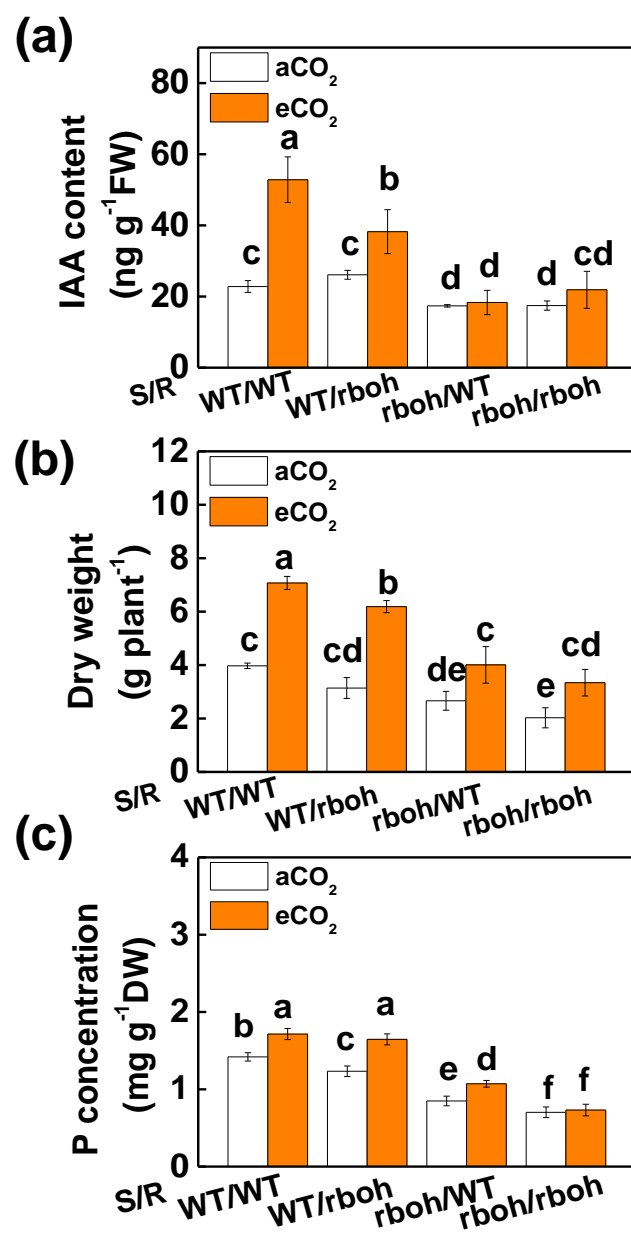 (a)
IAA content
(ng g⁻¹FW)
80
60
40
20
0
aCO₂
eCO₂
c a c b d d d cd
S/R WT/WT WT/rboh rboh/WT rboh/rboh
(b)
Dry weight
(g plant⁻¹)
12
10
8
6
4
2
0
aCO₂
eCO₂
c a cd b de c e cd
S/R WT/WT WT/rboh rboh/WT rboh/rboh
(c)
P concentration
(mg g⁻¹DW)
4
3
2
1
0
aCO₂
eCO₂
b a c a e d f f
S/R WT/WT WT/rboh rboh/WT rboh/rboh